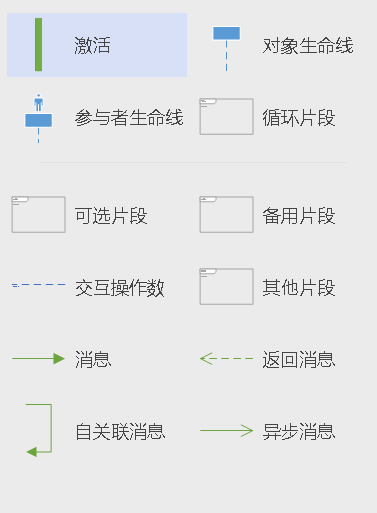 激活
对象生命线
参与者生命线
循环片段
可选片段
备用片段
交互操作数
其他片段
消息
返回消息
自关联消息
异步消息